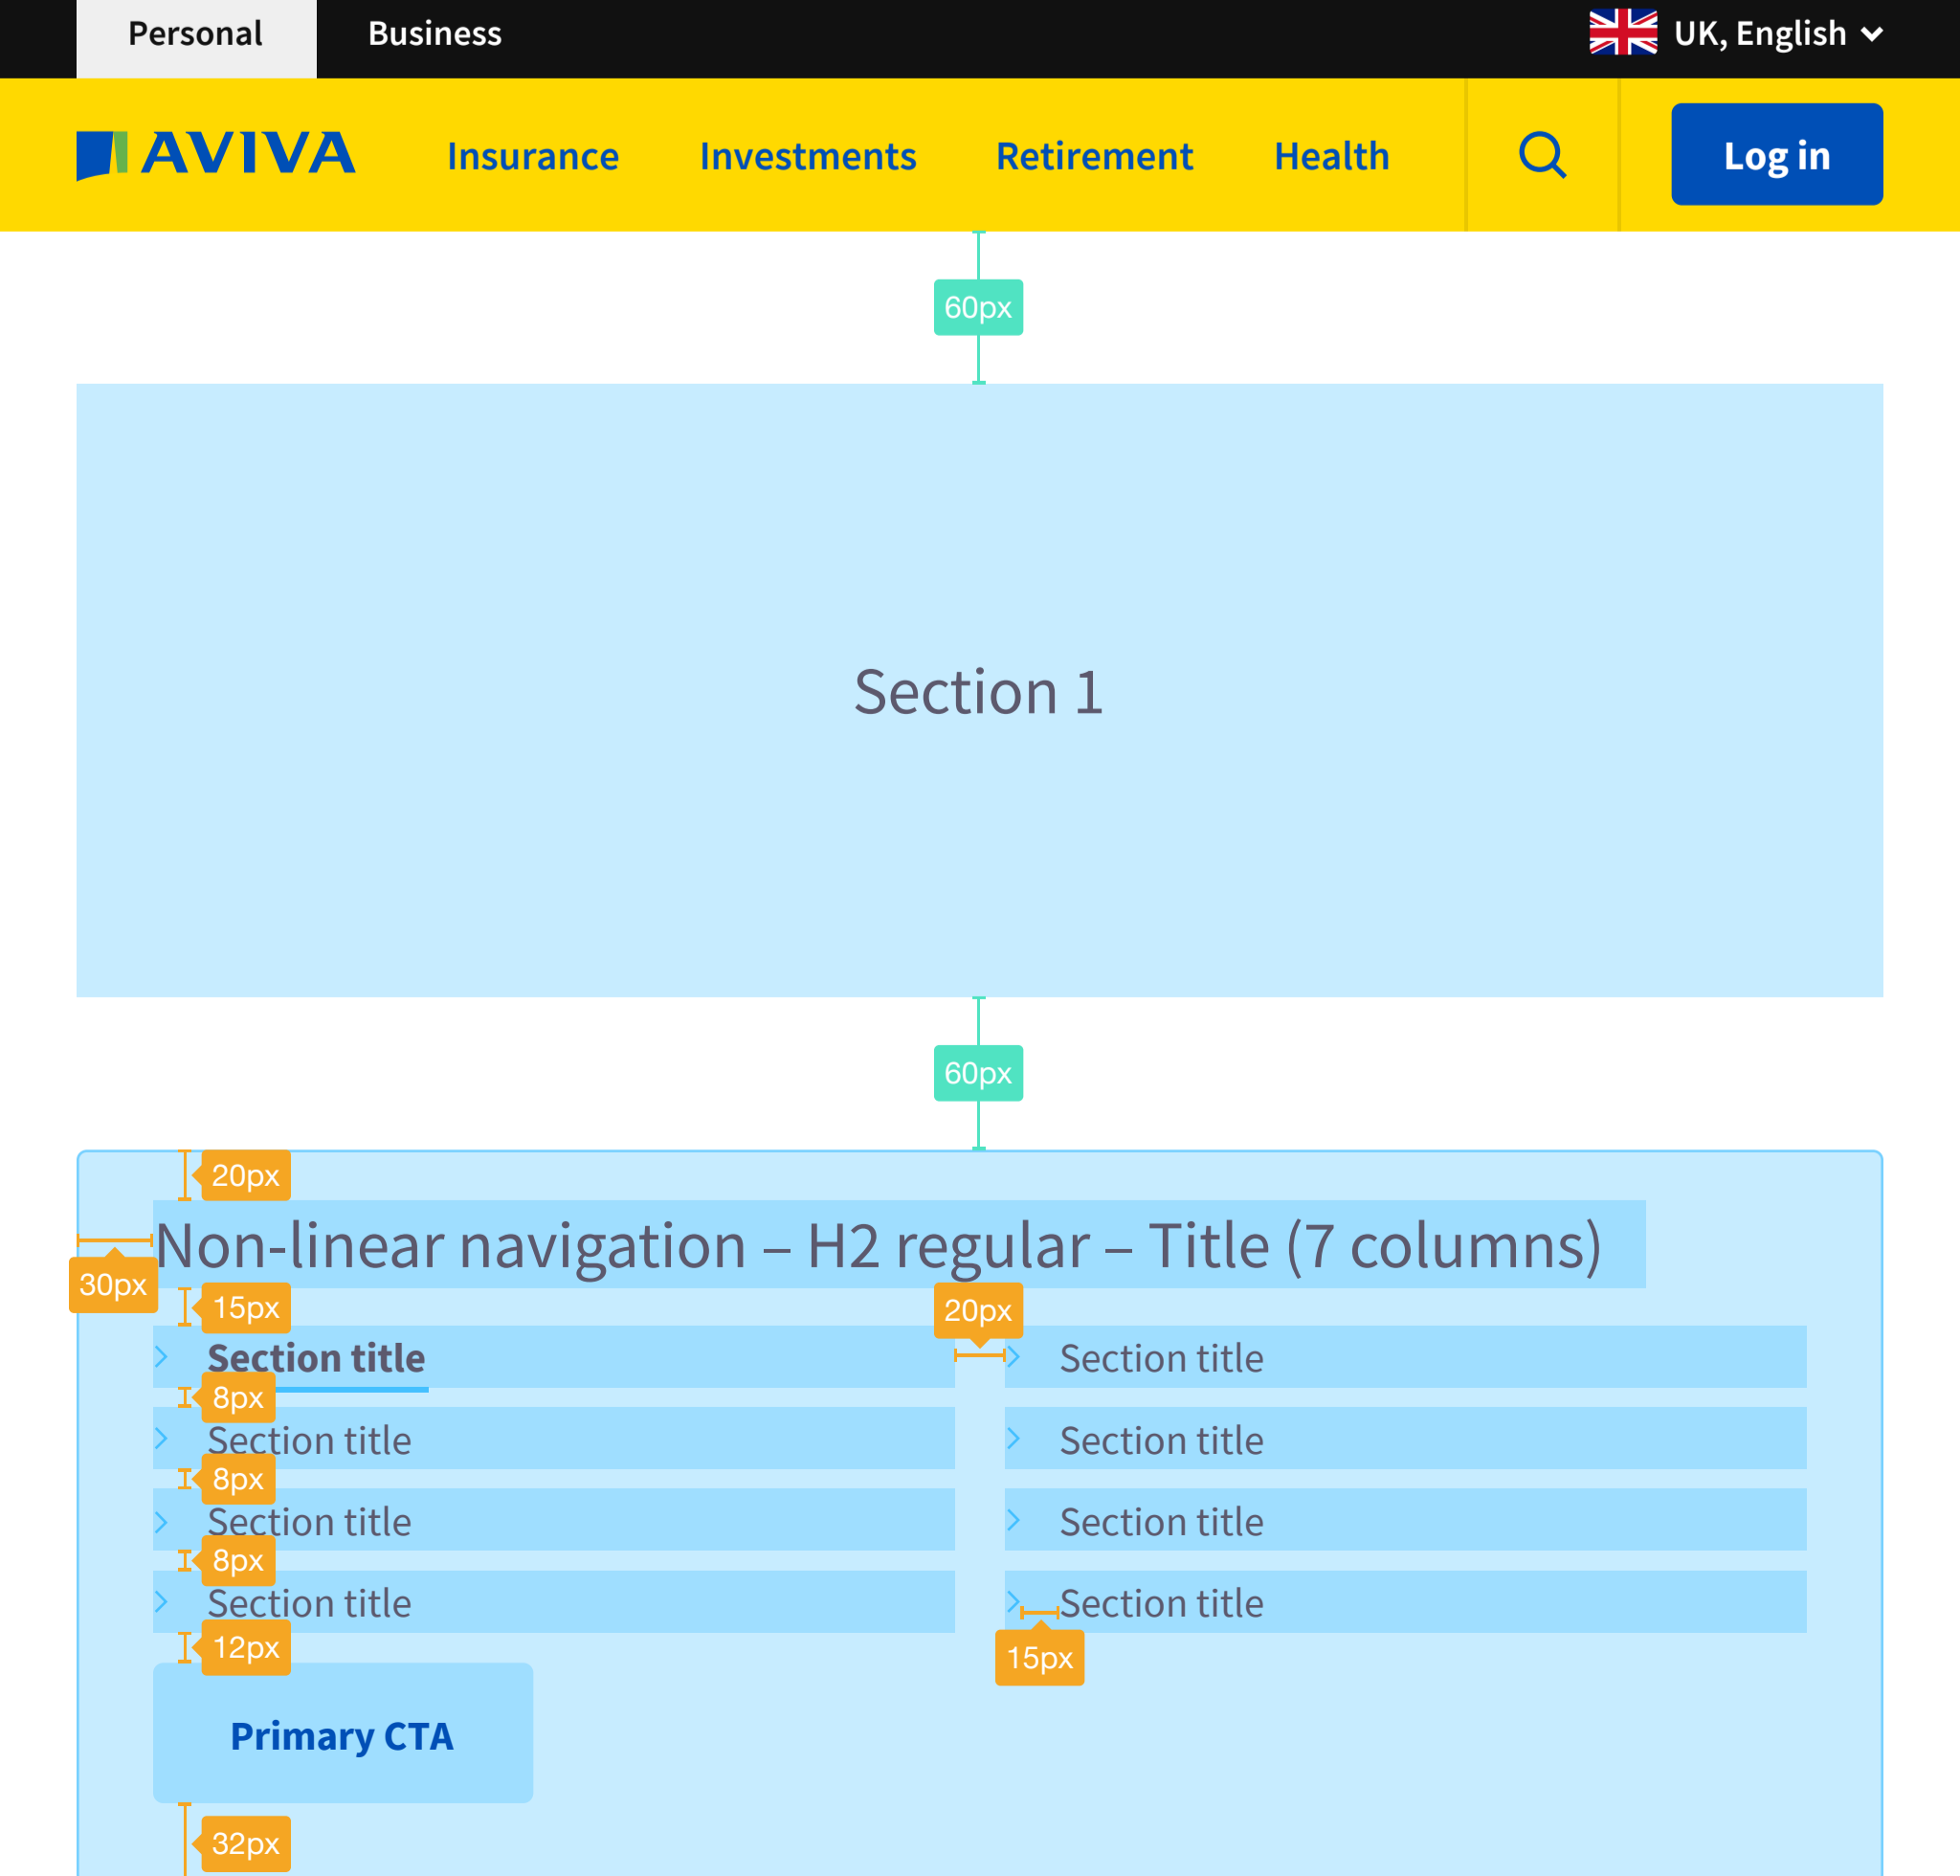 Personal Business UK, English
AVIVA Insurance Investments Retirement Health Log in
60px
Section 1
60px
20px
Non-linear navigation – H2 regular – Title (7 columns)
30px
15px
20px
Section title Section title
8px
Section title Section title
8px
Section title Section title
8px
Section title Section title
12px
15px
Primary CTA
32px